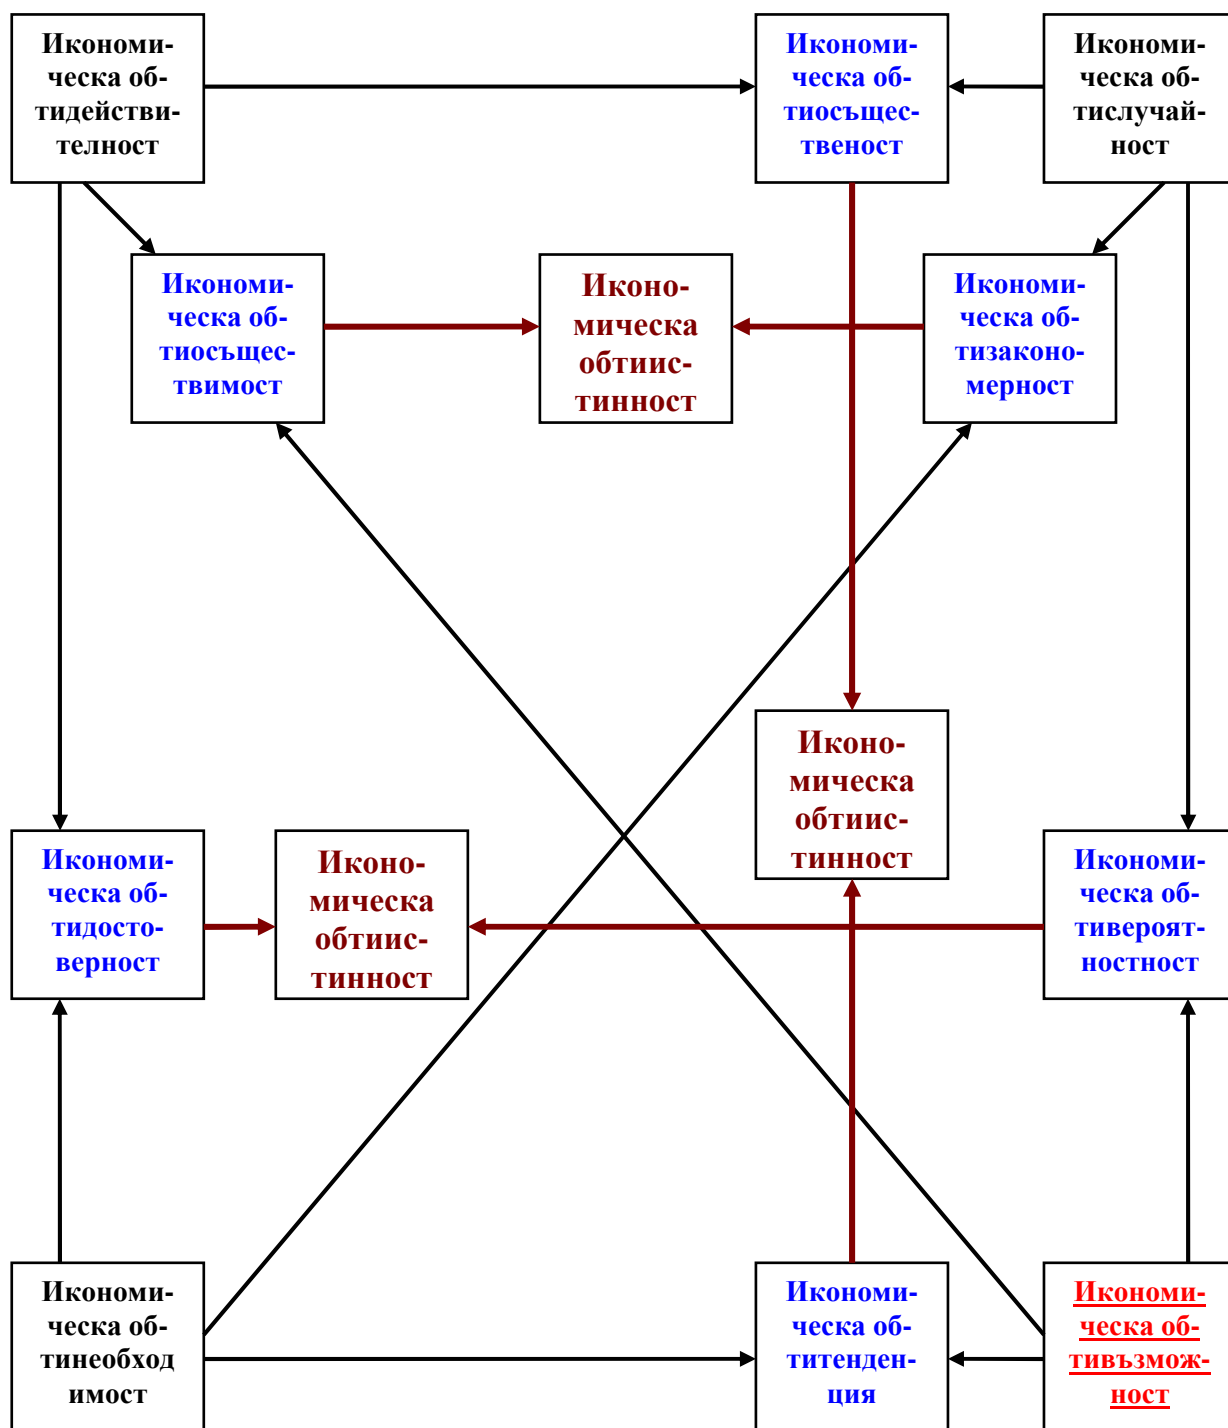 Икономи-
ческа об-
тидействи-
телност
Икономи-
ческа об-
тиосъщес-
твеност
Икономи-
ческа об-
тислучай-
ност
Икономи-
ческа об-
тиосъщес-
твимост
Иконо-
мическа
обтиис-
тинност
Икономи-
ческа об-
тизаконо-
мерност
Иконо-
мическа
обтиис-
тинност
Икономи-
ческа об-
тидосто-
верност
Иконо-
мическа
обтиис-
тинност
Икономи-
ческа об-
тивероят-
ностност
Икономи-
ческа об-
тинеобход
имост
Икономи-
ческа об-
титенден-
ция
Икономи-
ческа об-
тивъзмож-
ност